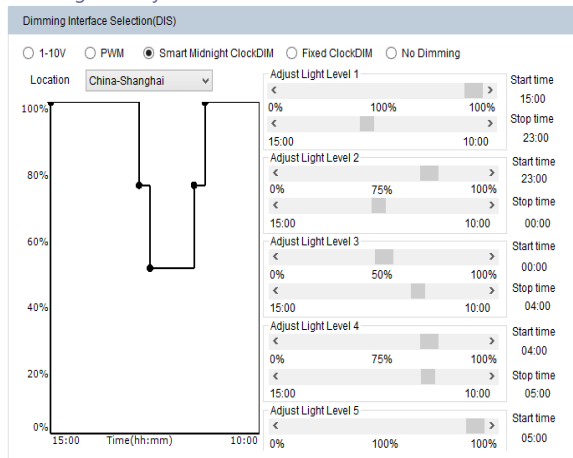 Dimming Interface Selection(DIS)
1-10V PWM Smart Midnight ClockDIM Fixed ClockDIM No Dimming
Location China-Shanghai
100%
80%
60%
40%
20%
0%
15:00 Time(hh:mm) 10:00
Adjust Light Level 1
0% 100% 100%
15:00 10:00
Start time
15:00
Stop time
23:00
Adjust Light Level 2
0% 75% 100%
15:00 10:00
Start time
23:00
Stop time
00:00
Adjust Light Level 3
0% 50% 100%
15:00 10:00
Start time
00:00
Stop time
04:00
Adjust Light Level 4
0% 75% 100%
15:00 10:00
Start time
04:00
Stop time
05:00
Adjust Light Level 5
0% 100% 100%
Start time
05:00